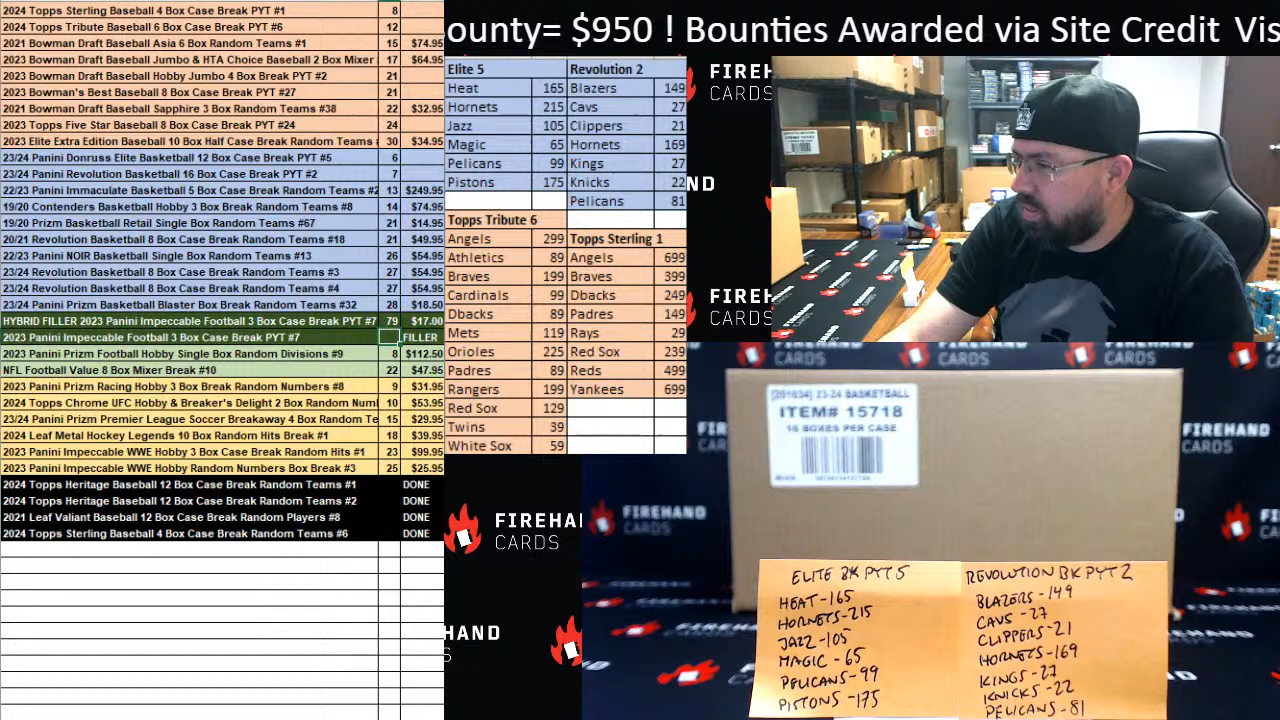 2024 Topps Sterling Baseball 4 Box Case Break PYT #1 8
2024 Topps Tribute Baseball 6 Box Case Break PYT #6 12
2021 Bowman Draft Baseball Asia 6 Box Random Teams #1 15 $74.95
2023 Bowman Draft Baseball Jumbo & HTA Choice Baseball 2 Box Mixer 17 $64.95
2023 Bowman Draft Baseball Hobby Jumbo 4 Box Break PYT #2 21
2023 Bowman's Best Baseball 8 Box Case Break PYT #27 21
2021 Bowman Draft Baseball Sapphire 3 Box Random Teams #38 22 $32.95
2023 Topps Five Star Baseball 8 Box Case Break PYT #24 24
2023 Elite Extra Edition Baseball 10 Box Half Case Break Random Teams 30 $34.95
23/24 Panini Donruss Elite Basketball 12 Box Case Break PYT #5 6
23/24 Panini Revolution Basketball 16 Box Case Break PYT #2 7
22/23 Panini Immaculate Basketball 5 Box Case Break Random Teams #2 13 $249.95
19/20 Contenders Basketball Hobby 3 Box Break Random Teams #8 14 $74.95
19/20 Prizm Basketball Retail Single Box Random Teams #67 21 $14.95
20/21 Revolution Basketball 8 Box Case Break Random Teams #18 21 $49.95
22/23 Panini NOIR Basketball Single Box Random Teams #13 26 $54.95
23/24 Revolution Basketball 8 Box Case Break Random Teams #3 27 $54.95
23/24 Revolution Basketball 8 Box Case Break Random Teams #4 27 $54.95
23/24 Panini Prizm Basketball Blaster Box Break Random Teams #32 28 $18.50
HYBRID FILLER 2023 Panini Impeccable Football 3 Box Case Break PYT #7 79 $17.00
2023 Panini Impeccable Football 3 Box Case Break PYT #7 FILLER
2023 Panini Prizm Football Hobby Single Box Random Divisions #9 8 $112.50
NFL Football Value 8 Box Mixer Break #10 22 $47.95
2023 Panini Prizm Racing Hobby 3 Box Break Random Numbers #8 9 $31.95
2024 Topps Chrome UFC Hobby & Breaker's Delight 2 Box Random Numl 10 $53.95
23/24 Panini Prizm Premier League Soccer Breakaway 4 Box Random Te 15 $29.95
2024 Leaf Metal Hockey Legends 10 Box Random Hits Break #1 18 $39.95
2023 Panini Impeccable WWE Hobby 3 Box Case Break Random Hits #1 23 $99.95
2023 Panini Impeccable WWE Hobby Random Numbers Box Break #3 25 $25.95
2024 Topps Heritage Baseball 12 Box Case Break Random Teams #1 DONE
2024 Topps Heritage Baseball 12 Box Case Break Random Teams #2 DONE
2021 Leaf Valiant Baseball 12 Box Case Break Random Players #8 DONE
2024 Topps Sterling Baseball 4 Box Case Break Random Teams #6 DONE
ounty= $950 ! Bounties Awarded via Site Credit Vis
Elite 5
Heat 165
Hornets 215
Jazz 105
Magic 65
Pelicans 99
Pistons 175
Revolution 2
Blazers 149
Cavs 27
Clippers 21
Hornets 169
Kings 27
Knicks 22
Pelicans 81
Topps Tribute 6
Angels 299
Athletics 89
Braves 199
Cardinals 99
Dbacks 89
Mets 119
Orioles 225
Padres 89
Rangers 199
Red Sox 129
Twins 39
White Sox 59
Topps Sterling 1
Angels 699
Braves 399
Dbacks 249
Padres 149
Rays 29
Red Sox 239
Reds 499
Yankees 699
FIREHA
CARDS
ND
FIREHA
CARDS
FIREHAND
CARDS
HAND
S
[201634] 23-24 BASKETBALL
ITEM# 15718
16 BOXES PER CASE
FIREHAND
CARDS
FIREHAND
CARDS
FIREHAND
CARDS
ELITE BK PYT 5
HEAT-165
HORNETS-215
JAZZ-105
MAGIC-65
PELICANS-99
PISTONS-175
REVOLUTION BK PYT 2
BLAZERS-149
CAVS-27
CLIPPERS-21
HORNETS-169
KINGS-27
KNICKS-22
PELICANS-81